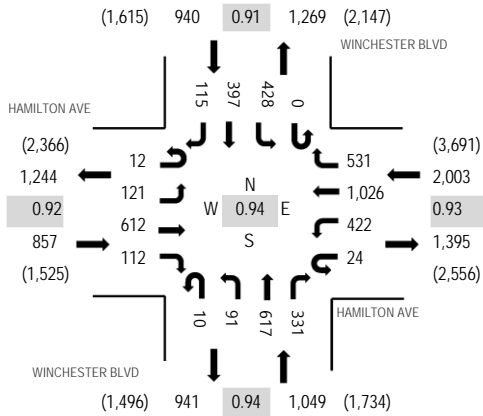 (1,615) 940 0.91 1,269 (2,147)
WINCHESTER BLVD
115 397 428 0
HAMILTON AVE
(2,366)
1,244
0.92
857
(1,525)
12
121
612
112
N
W 0.94 E
S
531
1,026
422
24
(3,691)
2,003
0.93
1,395
(2,556)
10 91 617 331
HAMILTON AVE
WINCHESTER BLVD
(1,496) 941 0.94 1,049 (1,734)